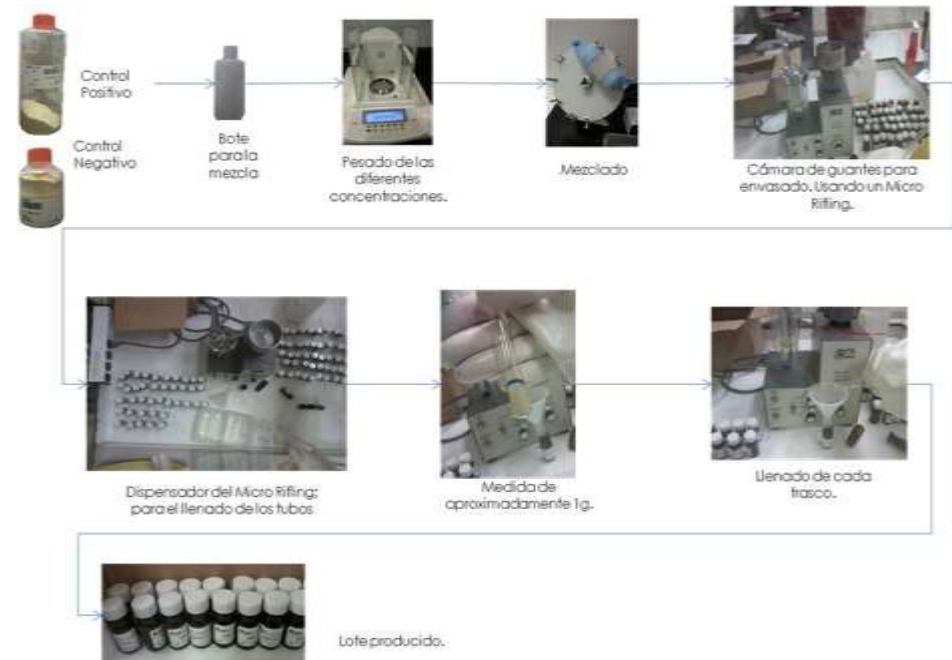 Control
Positivo
Control
Negativo
Bote
para la
mezcla
Pesado de las
diferentes
concentraciones.
Mezclado
Cámara de guantes para
envasado. Usando un Micro
Rifling.
Dispensador del Micro Rifling;
para el llenado de los tubos
Medida de
aproximadamente 1g.
Llenado de cada
frasco.
Lote producido.